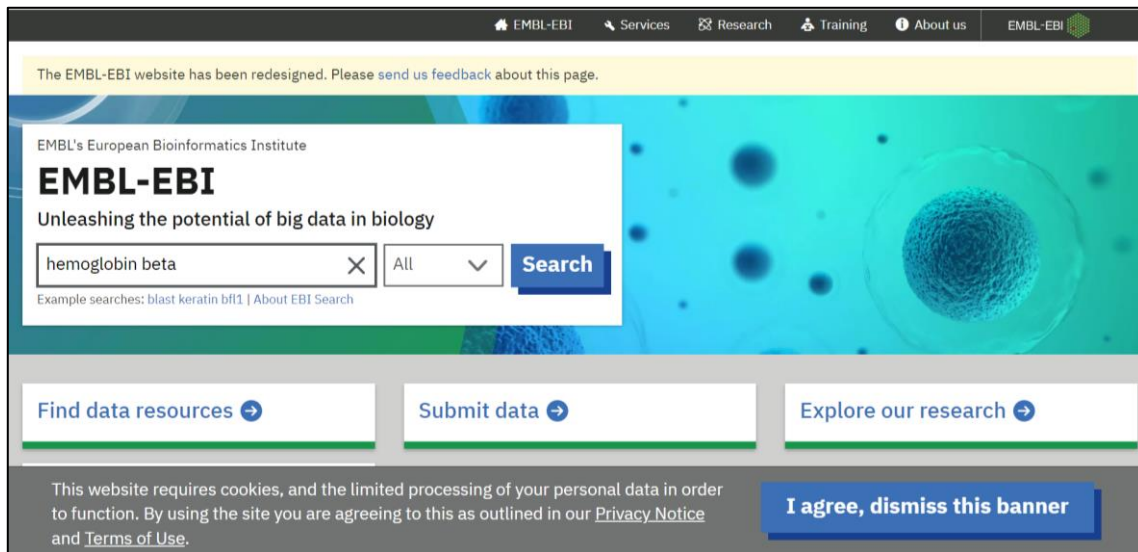 EMBL-EBI Services Research Training About us EMBL-EBI
The EMBL-EBI website has been redesigned. Please send us feedback about this page.
EMBL's European Bioinformatics Institute
EMBL-EBI
Unleashing the potential of big data in biology
hemoglobin beta All Search
Example searches: blast keratin bfl1 | About EBI Search
Find data resources Submit data Explore our research
This website requires cookies, and the limited processing of your personal data in order
to function. By using the site you are agreeing to this as outlined in our Privacy Notice
and Terms of Use.
I agree, dismiss this banner